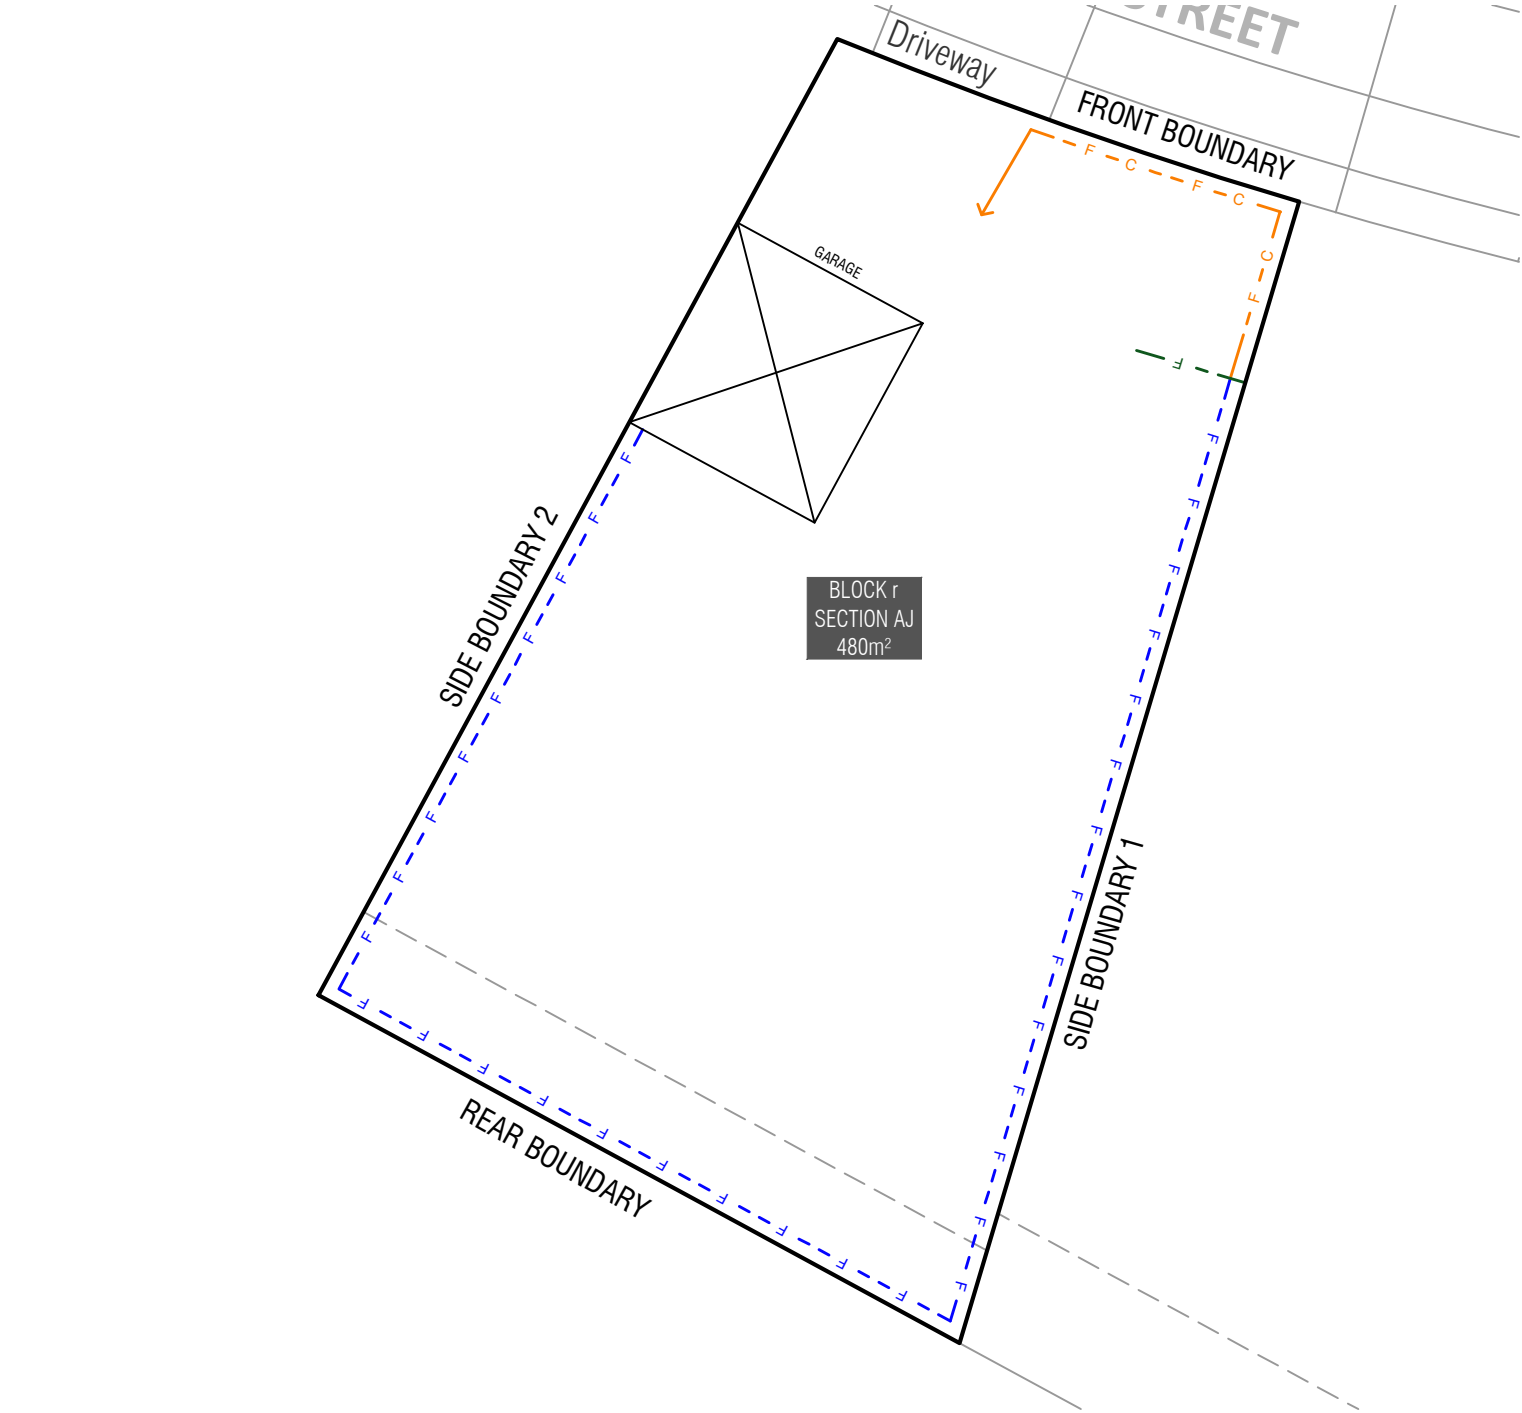 STREET
Driveway
FRONT BOUNDARY
F C F C
C
F
GARAGE
F
SIDE BOUNDARY 2
F F F F F F F F F
BLOCK r
SECTION AJ
480m²
SIDE BOUNDARY 1
F F F F F F F F F F F F F F
REAR BOUNDARY
F F F F F F F F F F